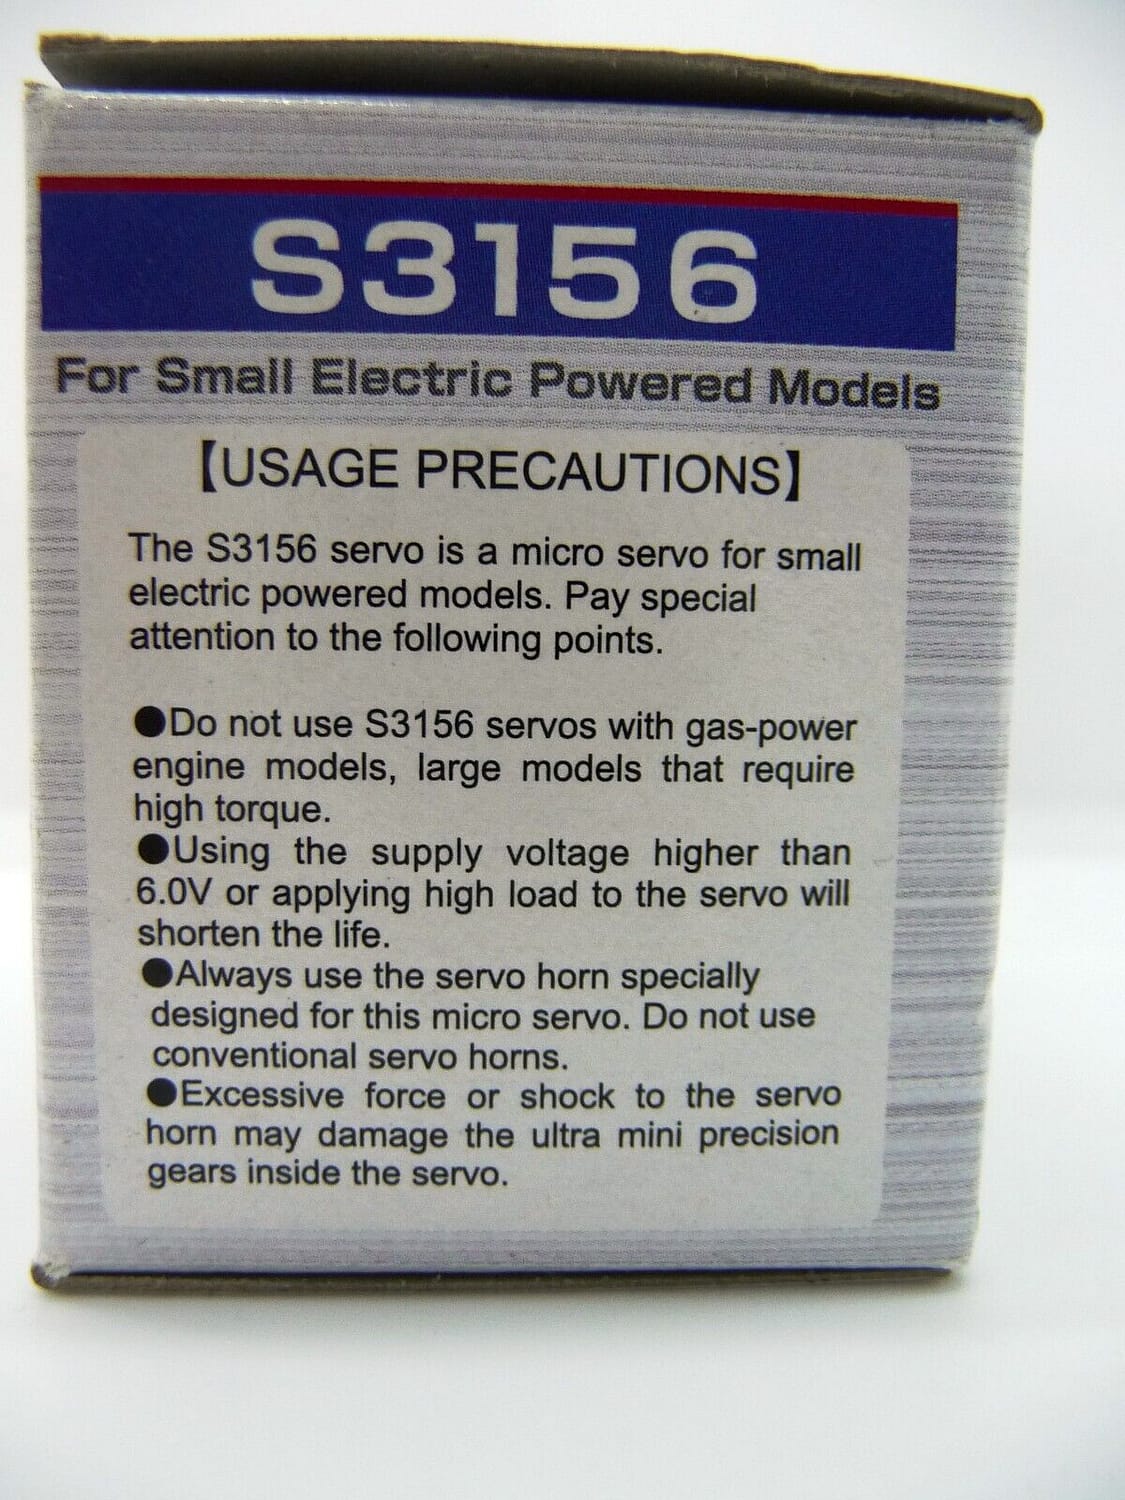 S3156
For Small Electric Powered Models
【USAGE PRECAUTIONS】
The S3156 servo is a micro servo for small
electric powered models. Pay special
attention to the following points.
●Do not use S3156 servos with gas-power
engine models, large models that require
high torque.
●Using the supply voltage higher than
6.0V or applying high load to the servo will
shorten the life.
●Always use the servo horn specially
designed for this micro servo. Do not use
conventional servo horns.
●Excessive force or shock to the servo
horn may damage the ultra mini precision
gears inside the servo.